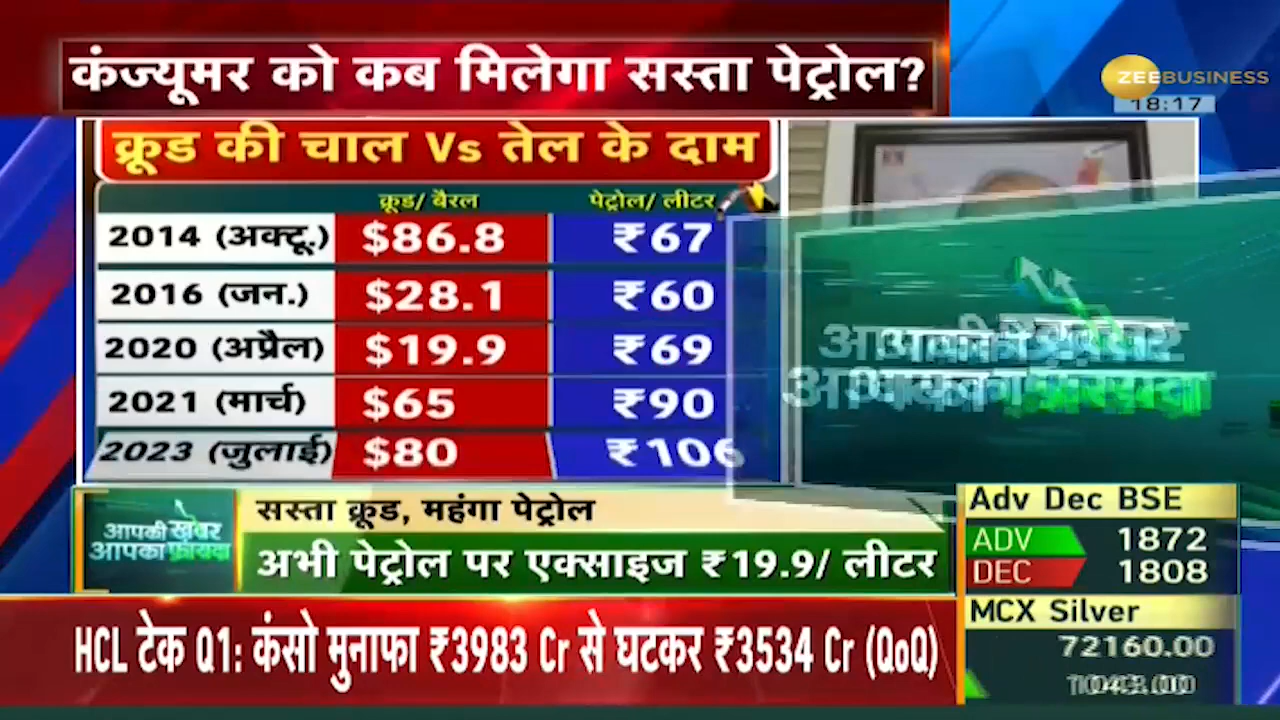 कंज्यूमर को कब मिलेगा सस्ता पेट्रोल?
ZEEBUSINESS
18:17
क्रूड की चाल Vs तेल के दाम
क्रूड/ बैरल पेट्रोल/ लीटर
2014 (अक्टू.) $86.8 ₹67
2016 (जन.) $28.1 ₹60
2020 (अप्रैल) $19.9 ₹69
2021 (मार्च) $65 ₹90
2023 (जुलाई) $80 ₹106
आपकी खबर
आपका फ़ायदा
सस्ता क्रूड, महंगा पेट्रोल
अभी पेट्रोल पर एक्साइज ₹19.9/ लीटर
Adv Dec BSE
ADV 1872
DEC 1808
MCX Silver
72160.00
HCL टेक Q1: कंसो मुनाफा ₹3983 Cr से घटकर ₹3534 Cr (QoQ)